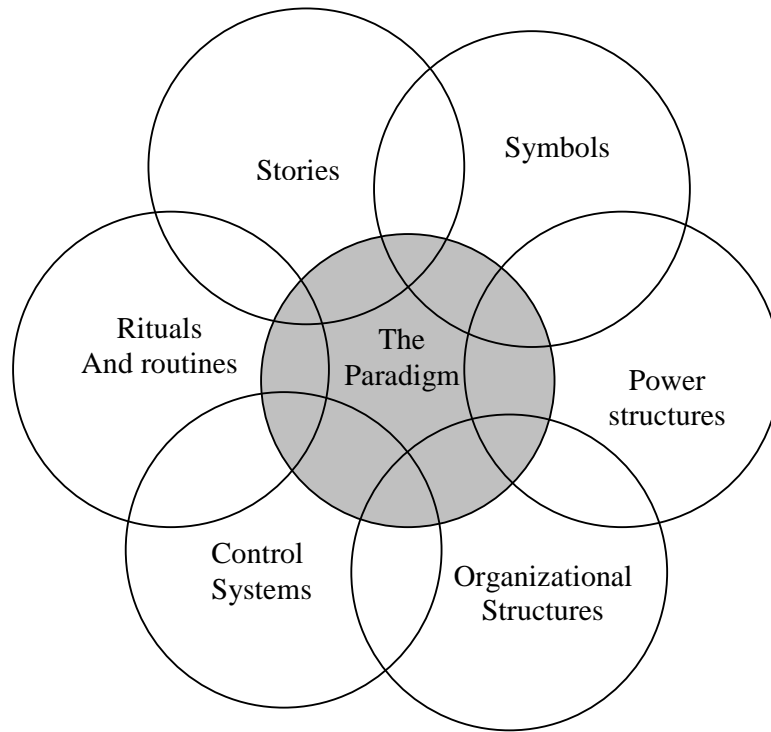 Stories
Symbols
Rituals
And routines
The
Paradigm
Power
structures
Control
Systems
Organizational
Structures